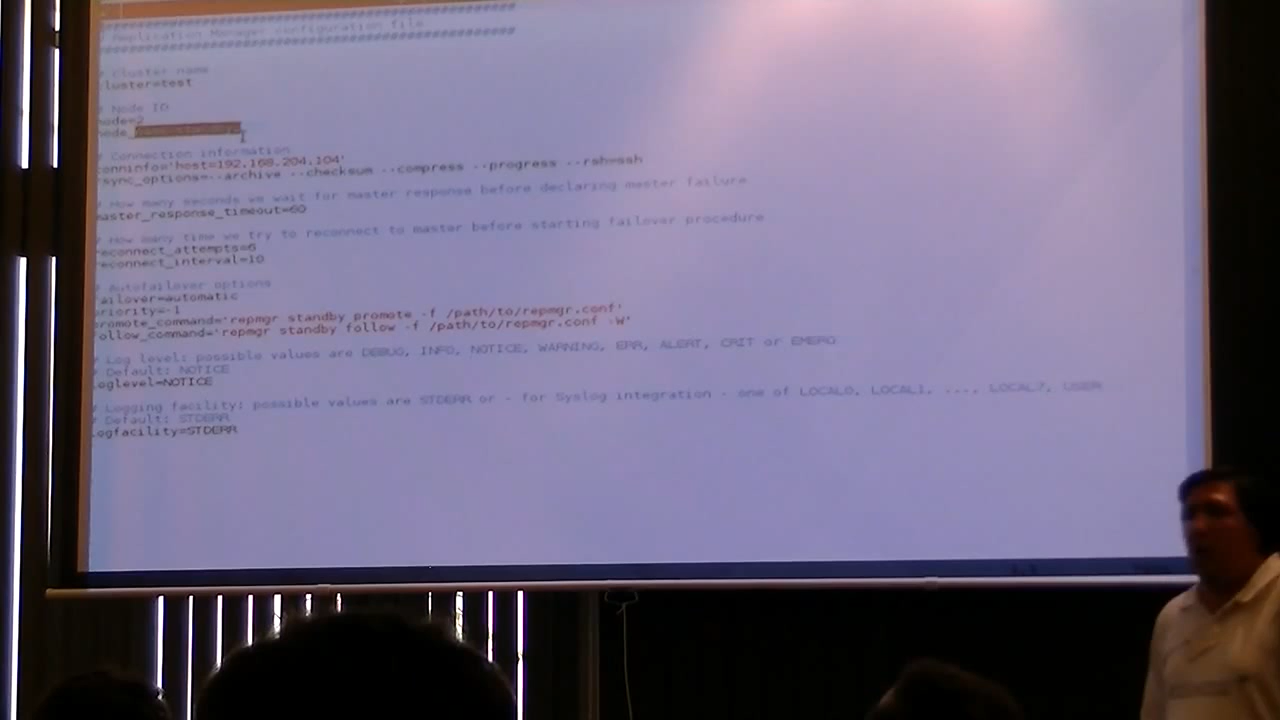 ###################################################
# Replication Manager configuration file
###################################################
# Cluster name
cluster=test
# Node ID
node=2
node_
# Connection information
conninfo='host=192.168.204.104'
rsync_options=--archive --checksum --compress --progress --rsh=ssh
# How many seconds we wait for master response before declaring master failure
master_response_timeout=60
# How many time we try to reconnect to master before starting failover procedure
reconnect_attempts=6
reconnect_interval=10
# Autofailover options
failover=automatic
priority=-1
promote_command='repmgr standby promote -f /path/to/repmgr.conf'
follow_command='repmgr standby follow -f /path/to/repmgr.conf -W'
# Log level: possible values are DEBUG, INFO, NOTICE, WARNING, ERR, ALERT, CRIT or EMERG
# Default: NOTICE
loglevel=NOTICE
# Logging facility: possible values are STDERR or - for Syslog integration - one of LOCAL0, LOCAL1, ..., LOCAL7, USER
# Default: STDERR
logfacility=STDERR